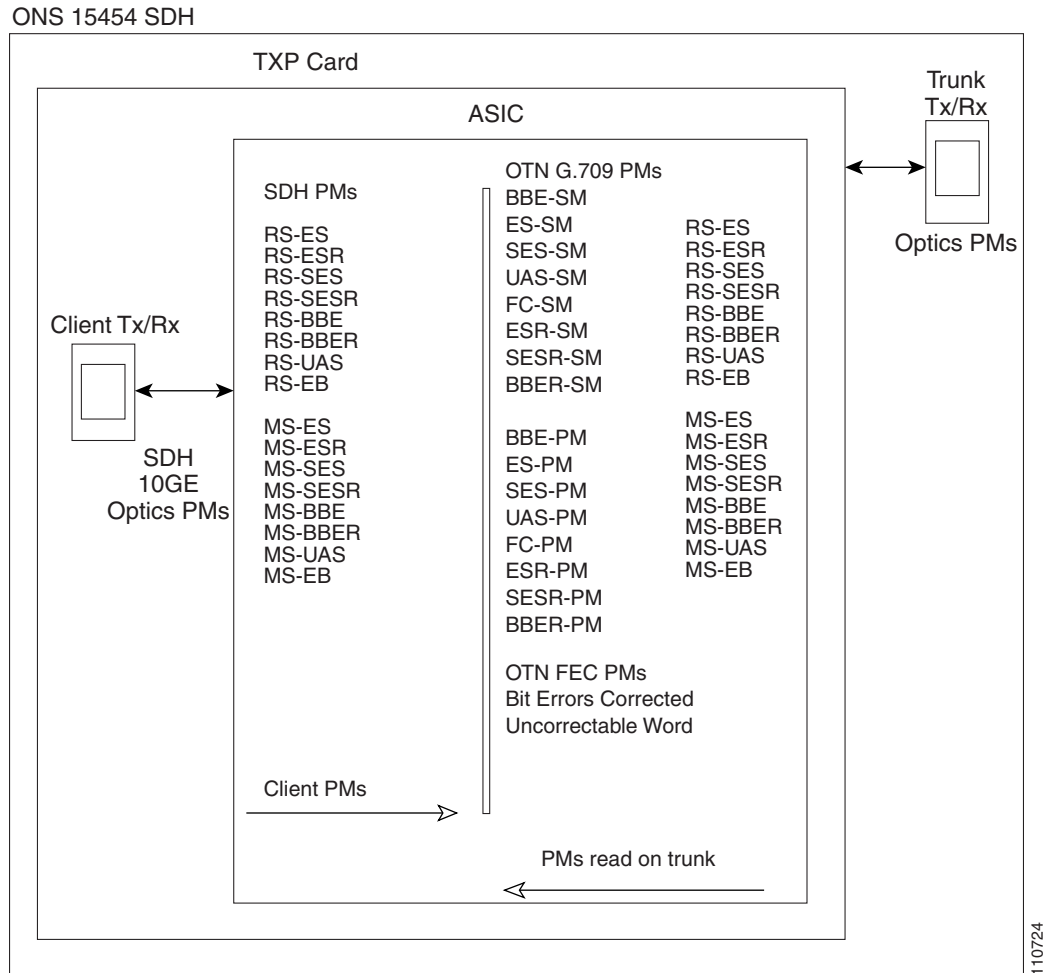 ONS 15454 SDH
TXP Card
Trunk
Tx/Rx
Optics PMs
ASIC
Client Tx/Rx
SDH
10GE
Optics PMs
SDH PMs
RS-ES
RS-ESR
RS-SES
RS-SESR
RS-BBE
RS-BBER
RS-UAS
RS-EB
MS-ES
MS-ESR
MS-SES
MS-SESR
MS-BBE
MS-BBER
MS-UAS
MS-EB
Client PMs
OTN G.709 PMs
BBE-SM
ES-SM
SES-SM
UAS-SM
FC-SM
ESR-SM
SESR-SM
BBER-SM
BBE-PM
ES-PM
SES-PM
UAS-PM
FC-PM
ESR-PM
SESR-PM
BBER-PM
OTN FEC PMs
Bit Errors Corrected
Uncorrectable Word
RS-ES
RS-ESR
RS-SES
RS-SESR
RS-BBE
RS-BBER
RS-UAS
RS-EB
MS-ES
MS-ESR
MS-SES
MS-SESR
MS-BBE
MS-BBER
MS-UAS
MS-EB
PMs read on trunk
110724